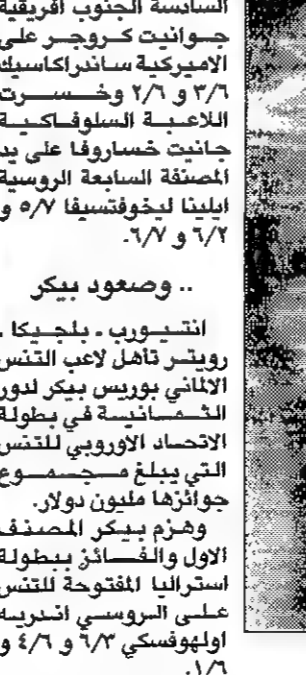 السادسة الجنوب افريقية
جوانيت كروجر على
الاميركية ساندراكاسيك
٣/٦ و ٢/٦ وخسرت
اللاعبة السلوفاكية
جانيت خساروفا على يد
المصنفة السابعة الروسية
ايلينا ليخوفتسيفا ٥/٧ و
٦/٢ و ٦/٧.
.. وصعود بيكر
انتيورب ـ بلجيكا .
رويتر تاهل لاعب التنس
الالماني بوريس بيكر لدور
الثمانية في بطولة
الاتحاد الاوروبي للتنس
التي يبلغ مجموع
جوائزها مليون دولار.
وهزم بيكر المصنف
الاول والفائز ببطولة
استراليا المفتوحة للتنس
على الروسي اندريه
اولهوفسكي ٦/٣ و ٤/٦ و
١/٦.